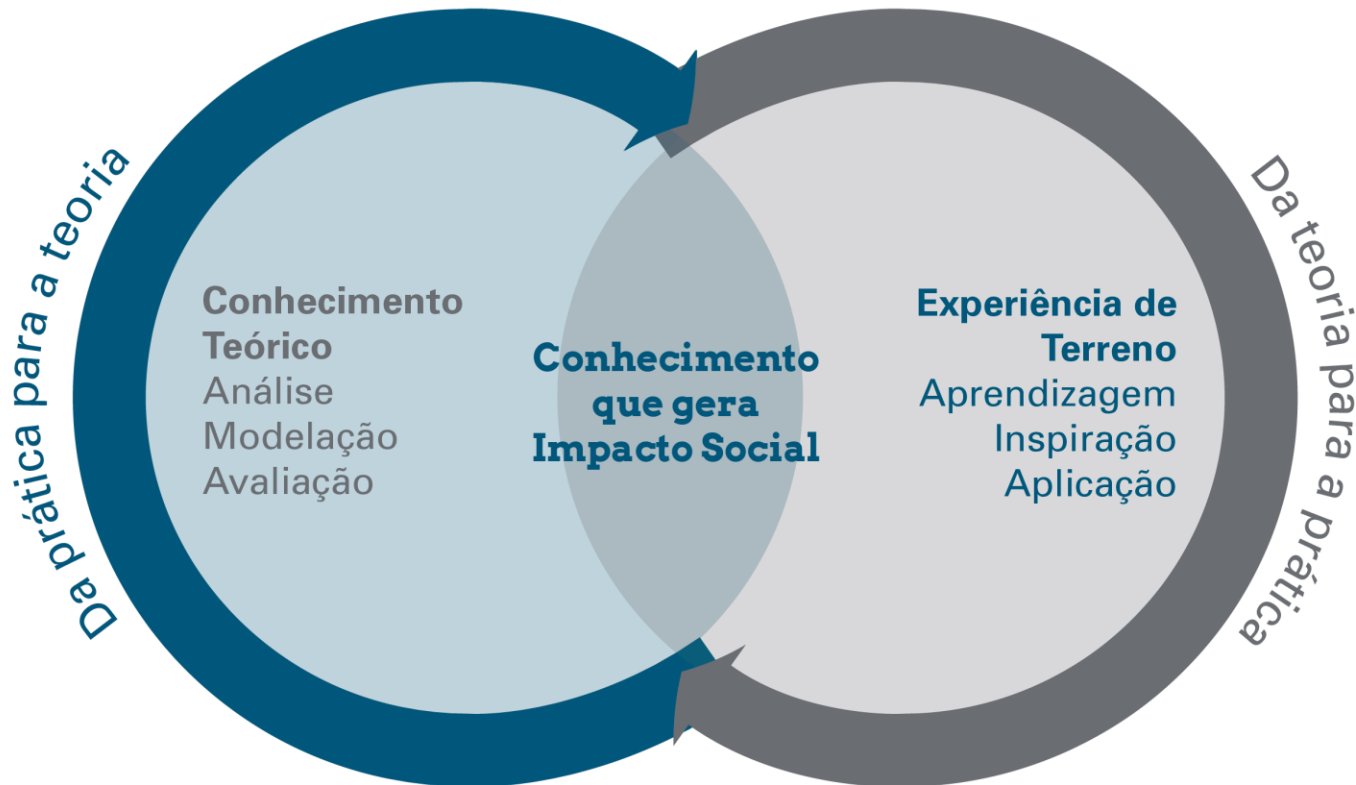 Da prática para a teoria
Conhecimento
Teórico
Análise
Modelação
Avaliação
Conhecimento
que gera
Impacto Social
Experiência de
Terreno
Aprendizagem
Inspiração
Aplicação
Da teoria para a prática